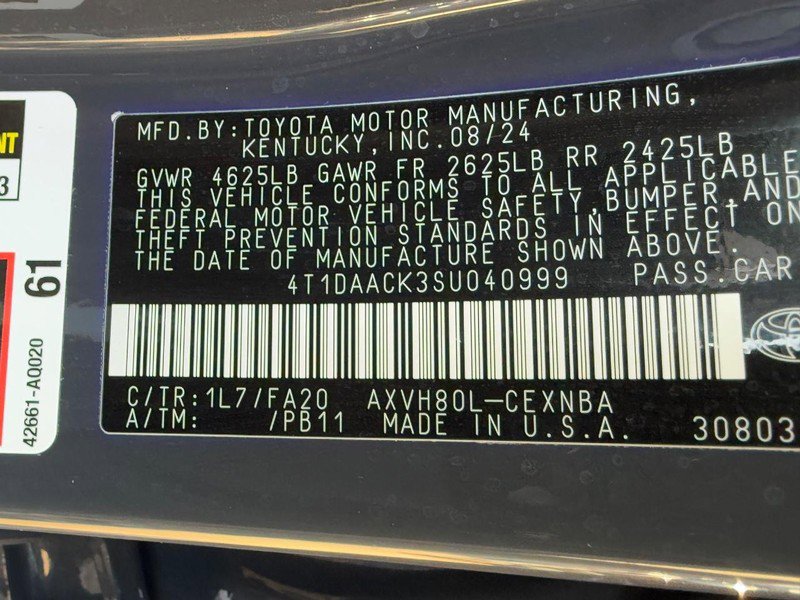 MFD.BY:TOYOTA MOTOR MANUFACTURING,
KENTUCKY,INC.08/24
GVWR 4625LB GAWR FR 2625LB RR 2425LB
THIS VEHICLE CONFORMS TO ALL APPLICABLE
FEDERAL MOTOR VEHICLE SAFETY,BUMPER,AND
THEFT PREVENTION STANDARDS IN EFFECT ON
THE DATE OF MANUFACTURE SHOWN ABOVE.
4T1DAACK3SU040999 PASS.CAR
C/TR:1L7/FA20 AXVH80L-CEXNBA
A/TM: /PB11 MADE IN U.S.A. 30803
NT
3
61
42661-AQ020